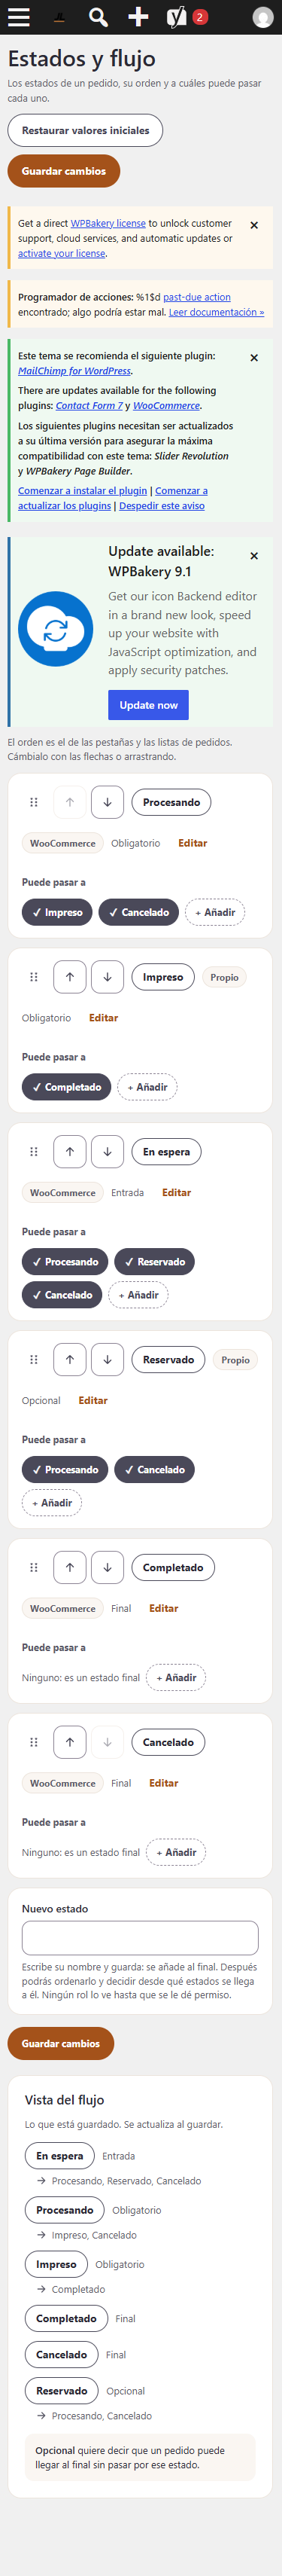 2
Estados y flujo
Los estados de un pedido, su orden y a cuáles puede pasar
cada uno.
Restaurar valores iniciales
Guardar cambios
Get a direct WPBakery license to unlock customer
support, cloud services, and automatic updates or
activate your license.
Programador de acciones: %1$d past-due action
encontrado; algo podría estar mal. Leer documentación »
Este tema se recomienda el siguiente plugin:
MailChimp for WordPress.
There are updates available for the following
plugins: Contact Form 7 y WooCommerce.
Los siguientes plugins necesitan ser actualizados
a su última versión para asegurar la máxima
compatibilidad con este tema: Slider Revolution
y WPBakery Page Builder.
Comenzar a instalar el plugin | Comenzar a
actualizar los plugins | Despedir este aviso
Update available:
WPBakery 9.1
Get our icon Backend editor
in a brand new look, speed
up your website with
JavaScript optimization, and
apply security patches.
Update now
El orden es el de las pestañas y las listas de pedidos.
Cámbialo con las flechas o arrastrando.
↑ ↓ Procesando
WooCommerce Obligatorio Editar
Puede pasar a
✓ Impreso ✓ Cancelado + Añadir
↑ ↓ Impreso Propio
Obligatorio Editar
Puede pasar a
✓ Completado + Añadir
↑ ↓ En espera
WooCommerce Entrada Editar
Puede pasar a
✓ Procesando ✓ Reservado
✓ Cancelado + Añadir
↑ ↓ Reservado Propio
Opcional Editar
Puede pasar a
✓ Procesando ✓ Cancelado
+ Añadir
↑ ↓ Completado
WooCommerce Final Editar
Puede pasar a
Ninguno: es un estado final + Añadir
↑ ↓ Cancelado
WooCommerce Final Editar
Puede pasar a
Ninguno: es un estado final + Añadir
Nuevo estado
Escribe su nombre y guarda: se añade al final. Después
podrás ordenarlo y decidir desde qué estados se llega
a él. Ningún rol lo ve hasta que se le dé permiso.
Guardar cambios
Vista del flujo
Lo que está guardado. Se actualiza al guardar.
En espera Entrada
→ Procesando, Reservado, Cancelado
Procesando Obligatorio
→ Impreso, Cancelado
Impreso Obligatorio
→ Completado
Completado Final
Cancelado Final
Reservado Opcional
→ Procesando, Cancelado
Opcional quiere decir que un pedido puede
llegar al final sin pasar por ese estado.